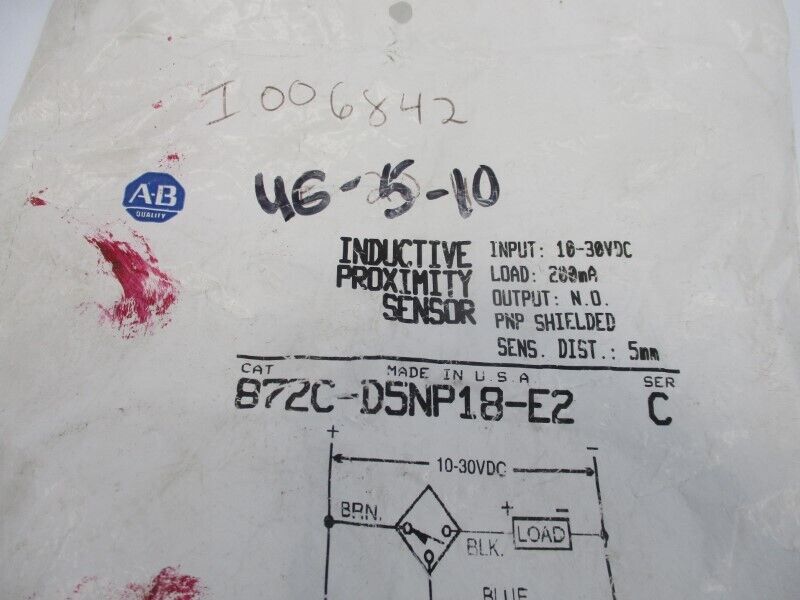 I 006842
A-B
QUALITY
46-15-10
INDUCTIVE
PROXIMITY
SENSOR
INPUT: 10-30VDC
LOAD: 200mA
OUTPUT: N.O.
PNP SHIELDED
SENS. DIST.: 5mm
CAT MADE IN U.S.A SER
872C-D5NP18-E2 C
+ −
10-30VDC
BRN.
+ −
LOAD
BLK.
BLUE